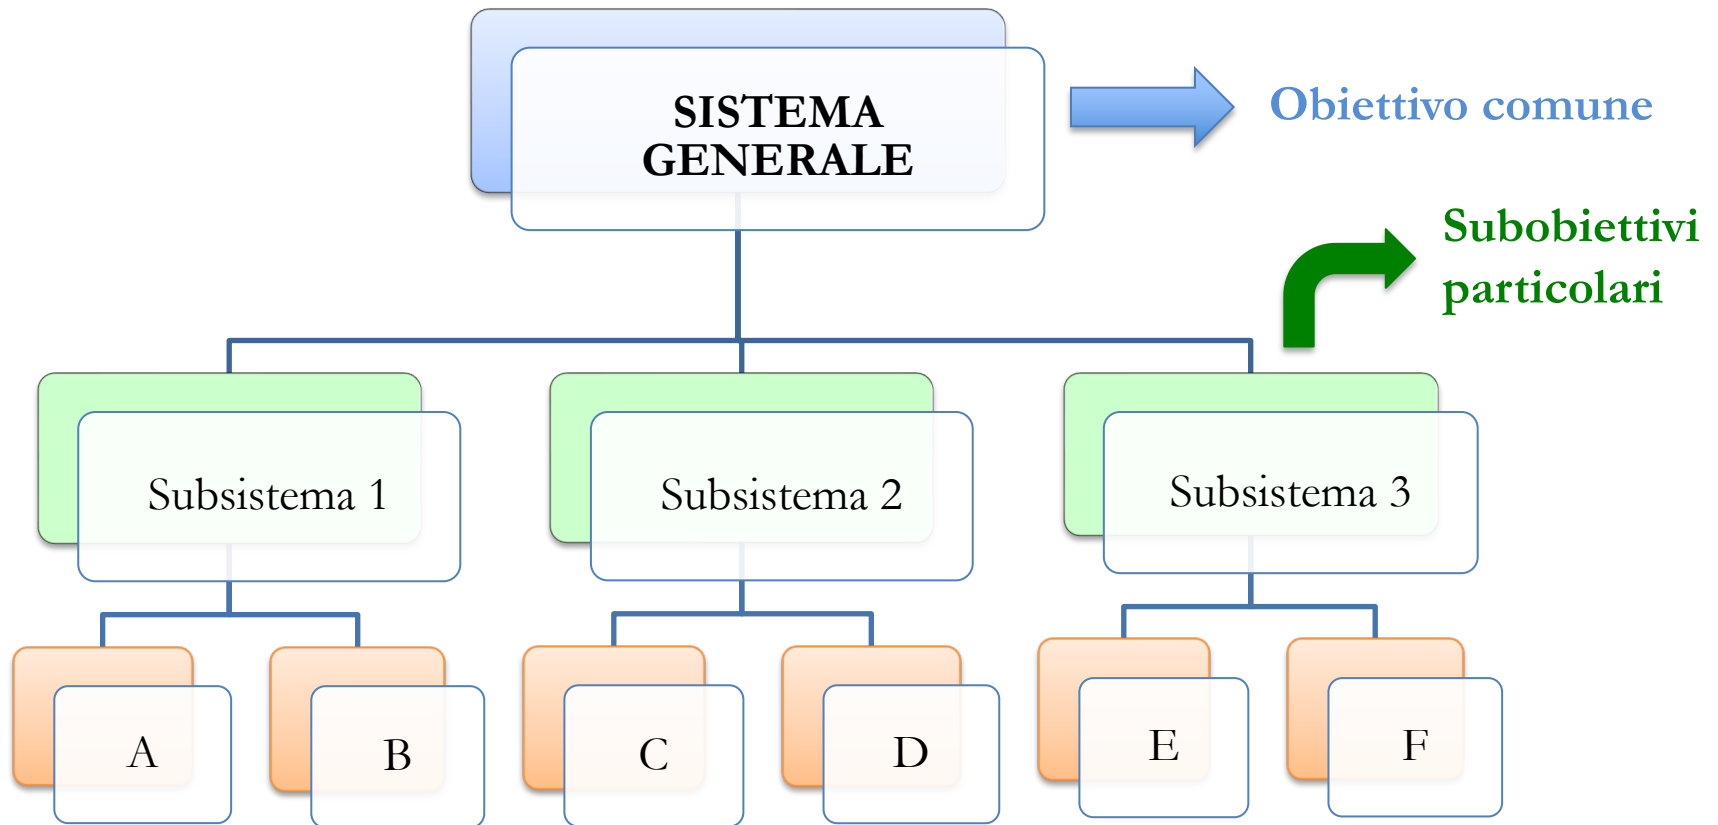 SISTEMA
GENERALE
Obiettivo comune
Subobiettivi
particolari
Subsistema 1
Subsistema 2
Subsistema 3
A
B
C
D
E
F